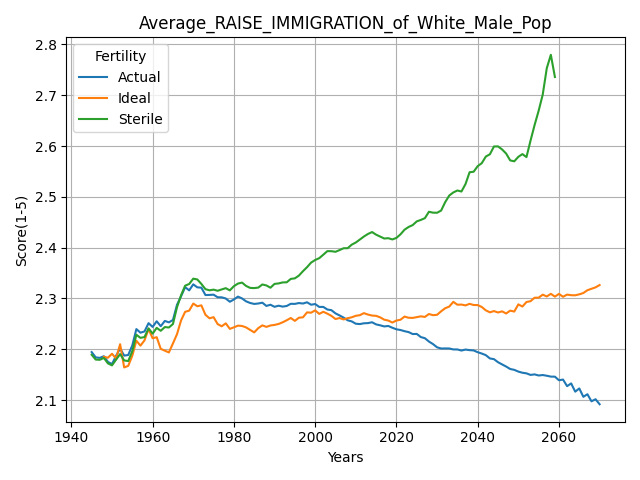 Average_RAISE_IMMIGRATION_of_White_Male_Pop
Fertility
Actual
Ideal
Sterile
Score(1-5)
2.8
2.7
2.6
2.5
2.4
2.3
2.2
2.1
1940 1960 1980 2000 2020 2040 2060
Years